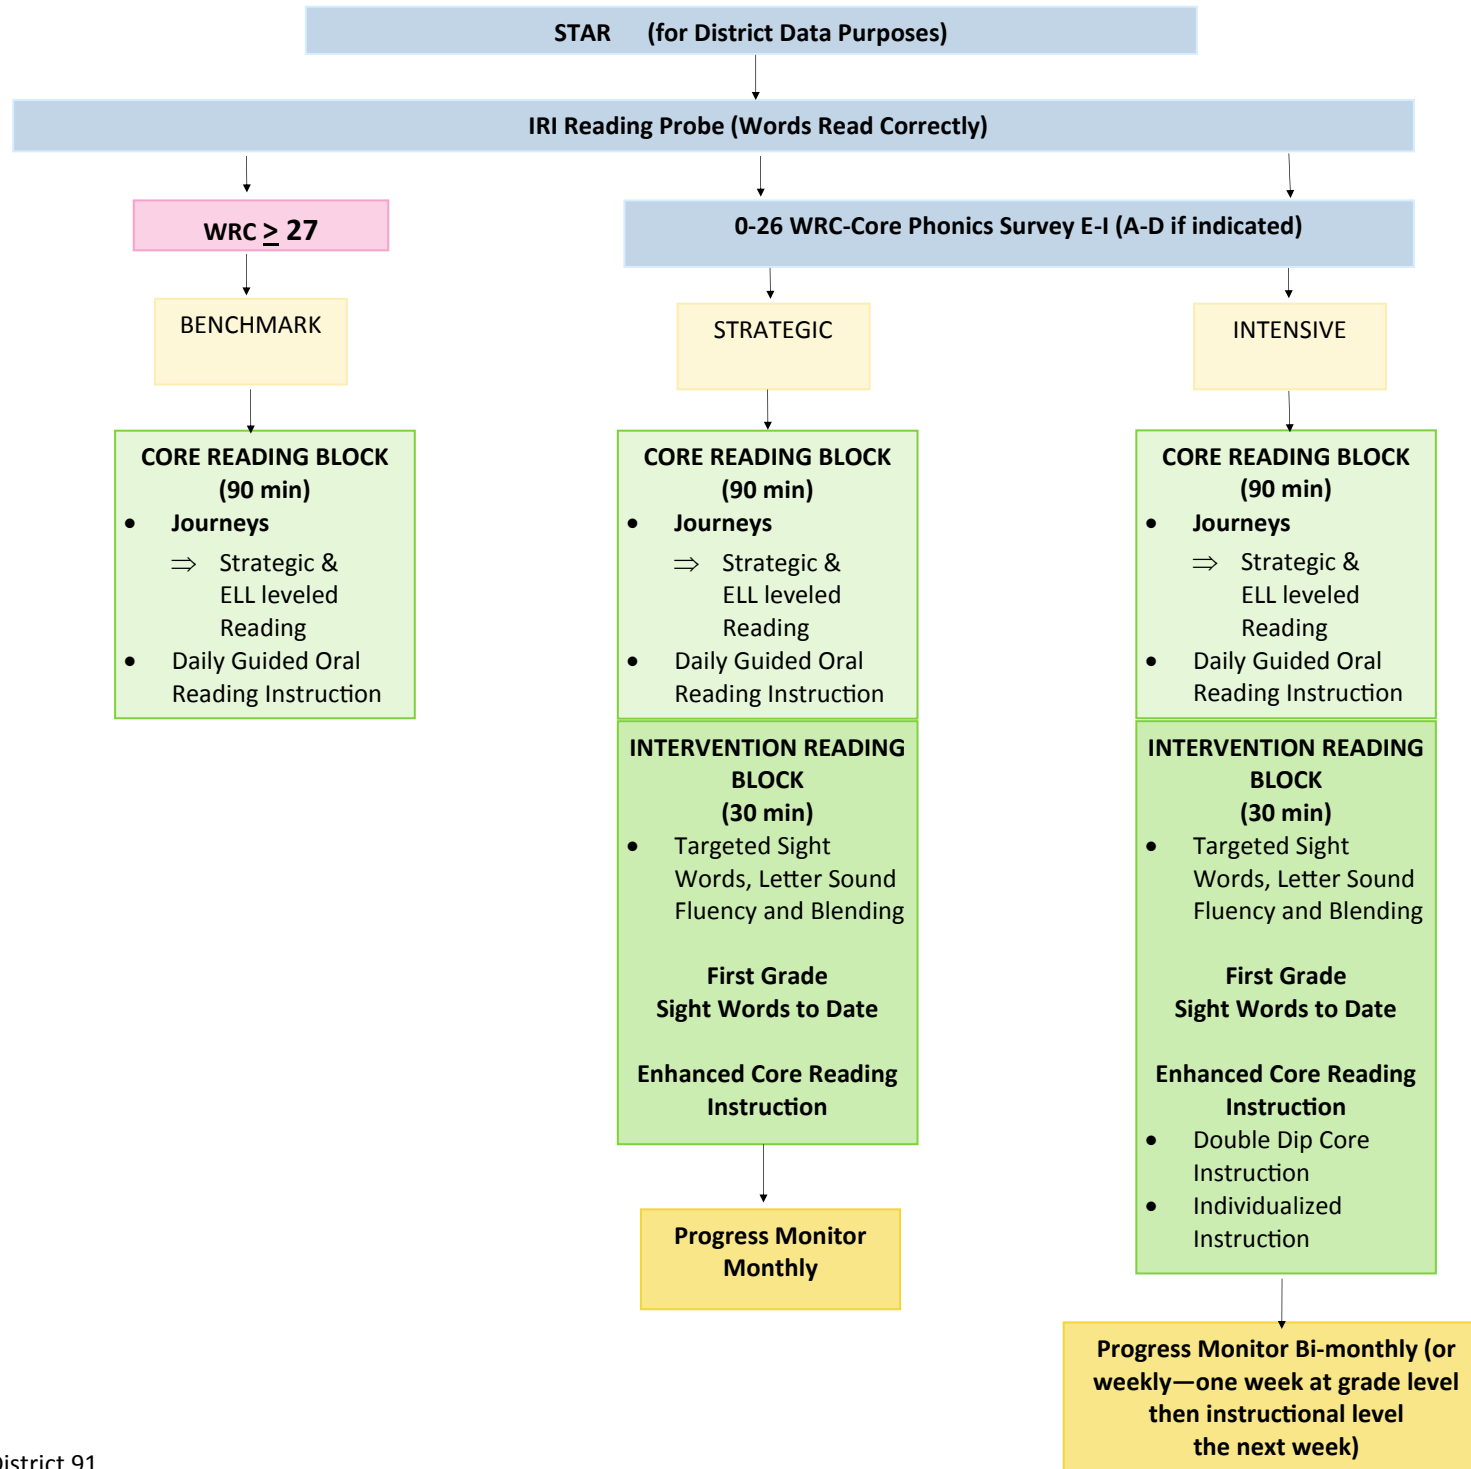 STAR (for District Data Purposes)
IRI Reading Probe (Words Read Correctly)
WRC ≥ 27
0-26 WRC-Core Phonics Survey E-I (A-D if indicated)
BENCHMARK
STRATEGIC
INTENSIVE
CORE READING BLOCK
(90 min)
• Journeys
⇒ Strategic &
ELL leveled
Reading
• Daily Guided Oral
Reading Instruction
CORE READING BLOCK
(90 min)
• Journeys
⇒ Strategic &
ELL leveled
Reading
• Daily Guided Oral
Reading Instruction
INTERVENTION READING
BLOCK
(30 min)
• Targeted Sight
Words, Letter Sound
Fluency and Blending
First Grade
Sight Words to Date
Enhanced Core Reading
Instruction
Progress Monitor
Monthly
CORE READING BLOCK
(90 min)
• Journeys
⇒ Strategic &
ELL leveled
Reading
• Daily Guided Oral
Reading Instruction
INTERVENTION READING
BLOCK
(30 min)
• Targeted Sight
Words, Letter Sound
Fluency and Blending
First Grade
Sight Words to Date
Enhanced Core Reading
Instruction
• Double Dip Core
Instruction
• Individualized
Instruction
Progress Monitor Bi-monthly (or
weekly—one week at grade level
then instructional level
the next week)
District 91